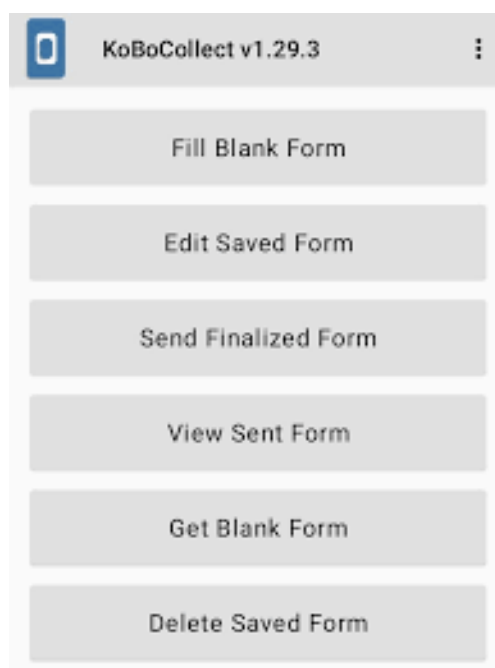 KoBoCollect v1.29.3
Fill Blank Form
Edit Saved Form
Send Finalized Form
View Sent Form
Get Blank Form
Delete Saved Form